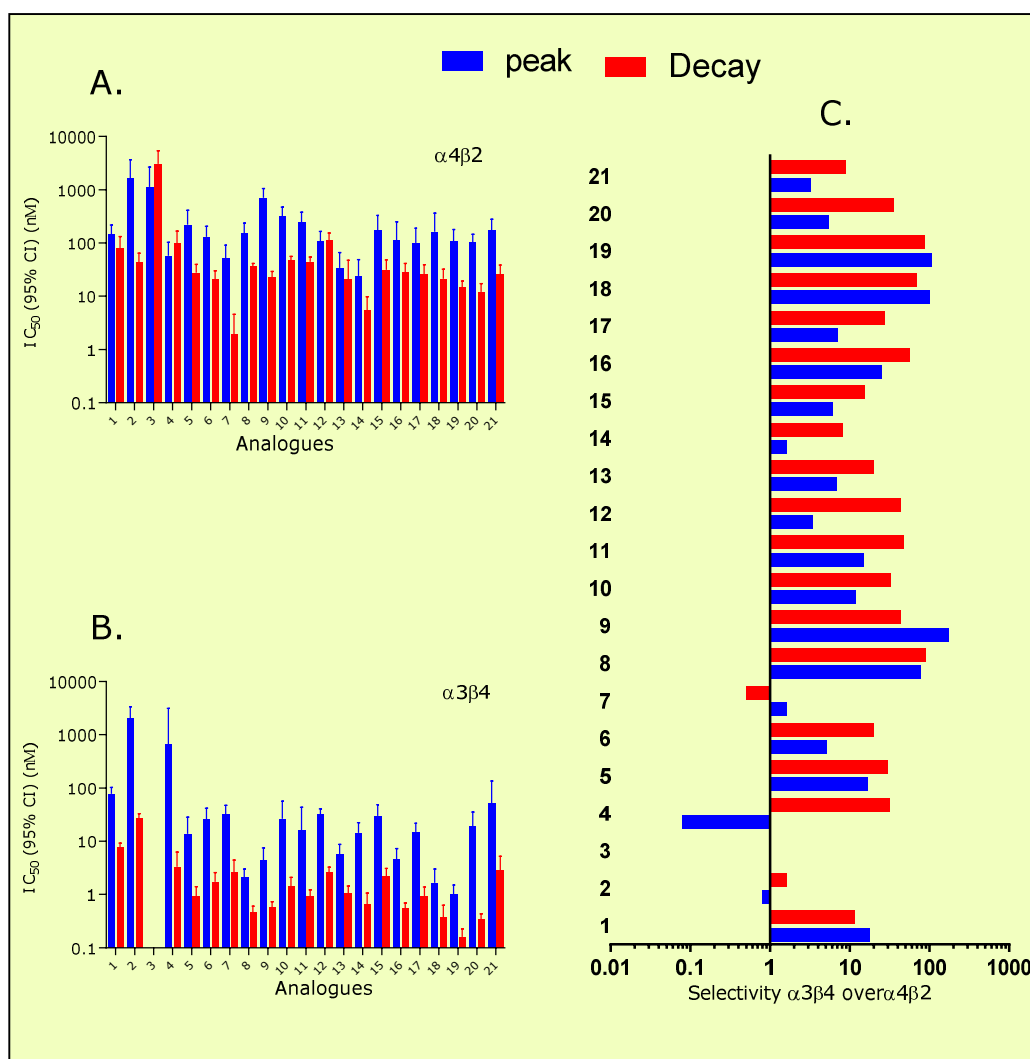 peak Decay
A.
α4β2
IC50 (95% CI) (nM)
10000
1000
100
10
1
0.1
1 2 3 4 5 6 7 8 9 10 11 12 13 14 15 16 17 18 19 20 21
Analogues
B.
α3β4
IC50 (95% CI) (nM)
10000
1000
100
10
1
0.1
1 2 3 4 5 6 7 8 9 10 11 12 13 14 15 16 17 18 19 20 21
Analogues
C.
21
20
19
18
17
16
15
14
13
12
11
10
9
8
7
6
5
4
3
2
1
0.01 0.1 1 10 100 1000
Selectivity α3β4 overα4β2